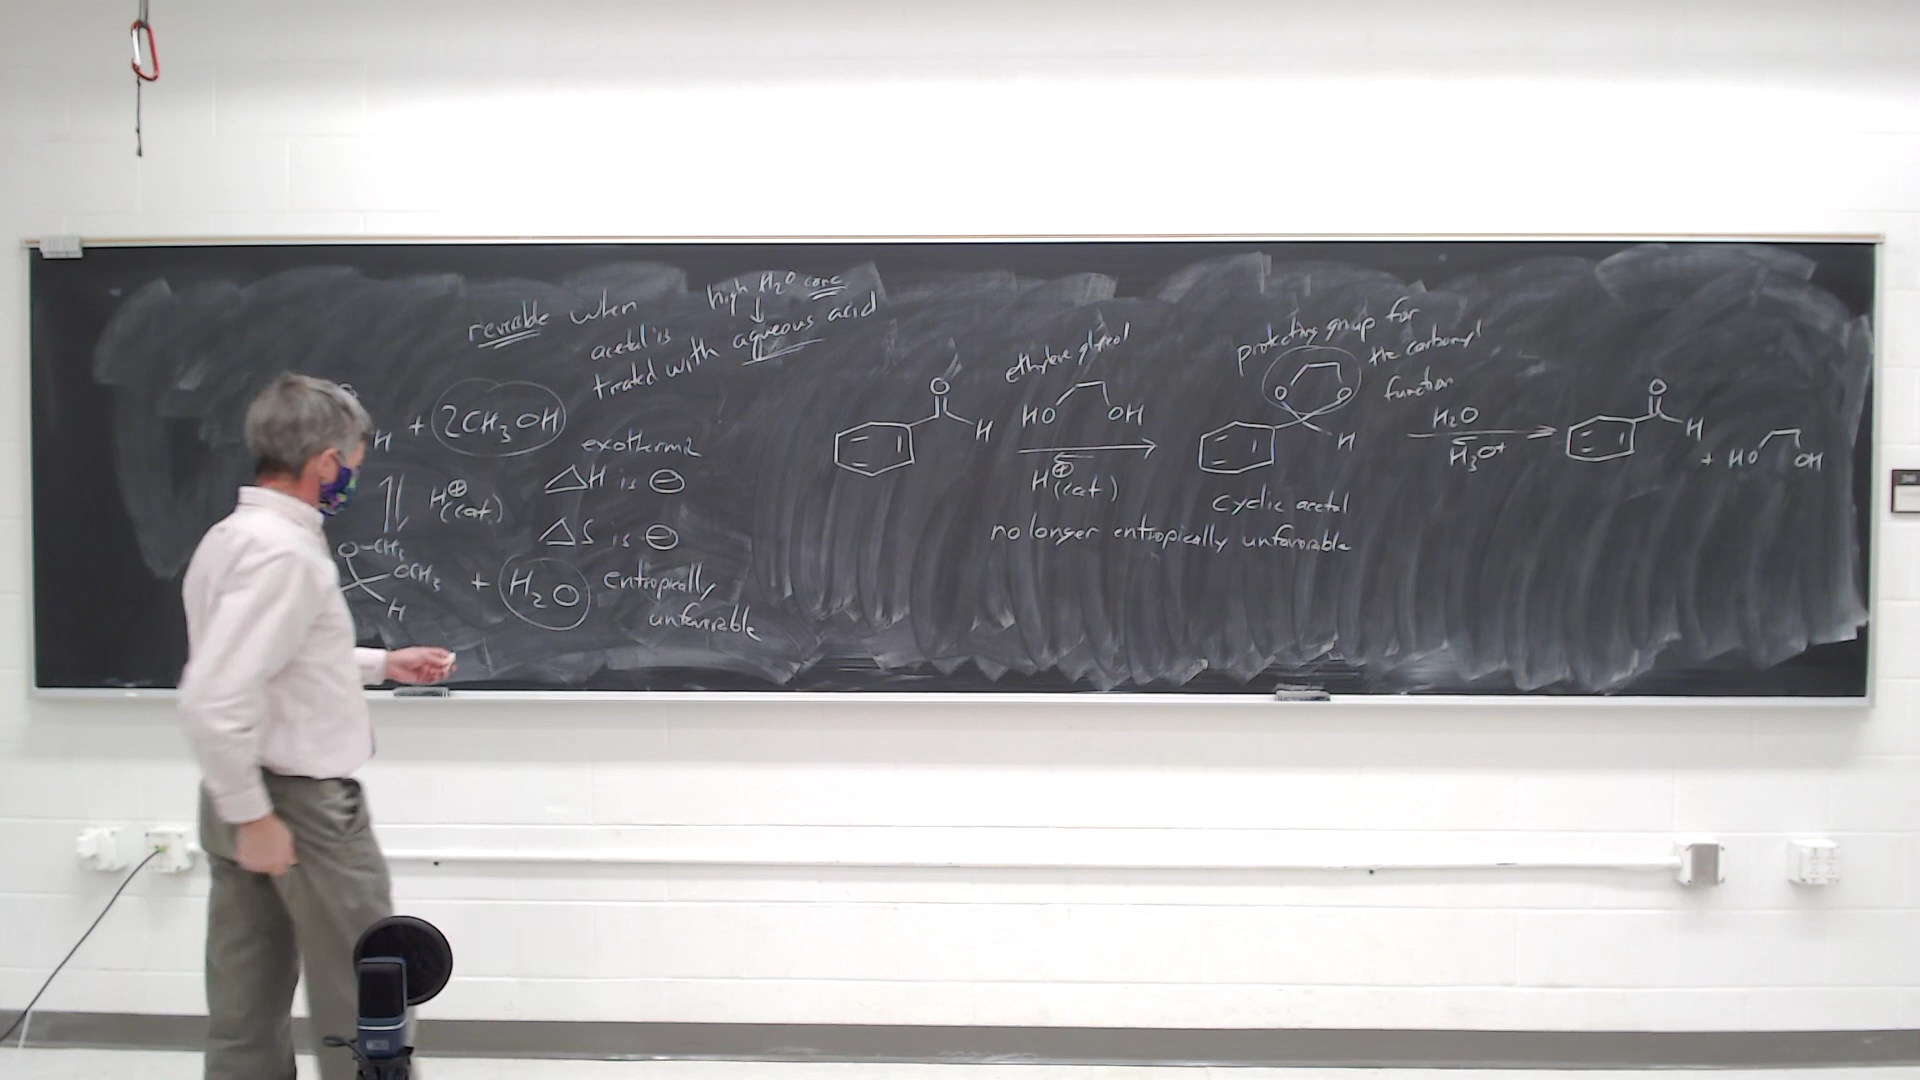 high H2O conc
reversible when
acetal is
treated with aqueous acid
H + 2CH3OH
exothermic
H⊕ (cat)
ΔH is ⊖
ΔS is ⊖
O-CH3
OCH3
H
+ H2O
entropically
unfavorable
O
H
ethylene glycol
HO OH
H⊕ (cat)
protecting group for
the carbonyl
function
O O
H
cyclic acetal
no longer entropically unfavorable
H2O
H3O+
O
H
+ HO OH